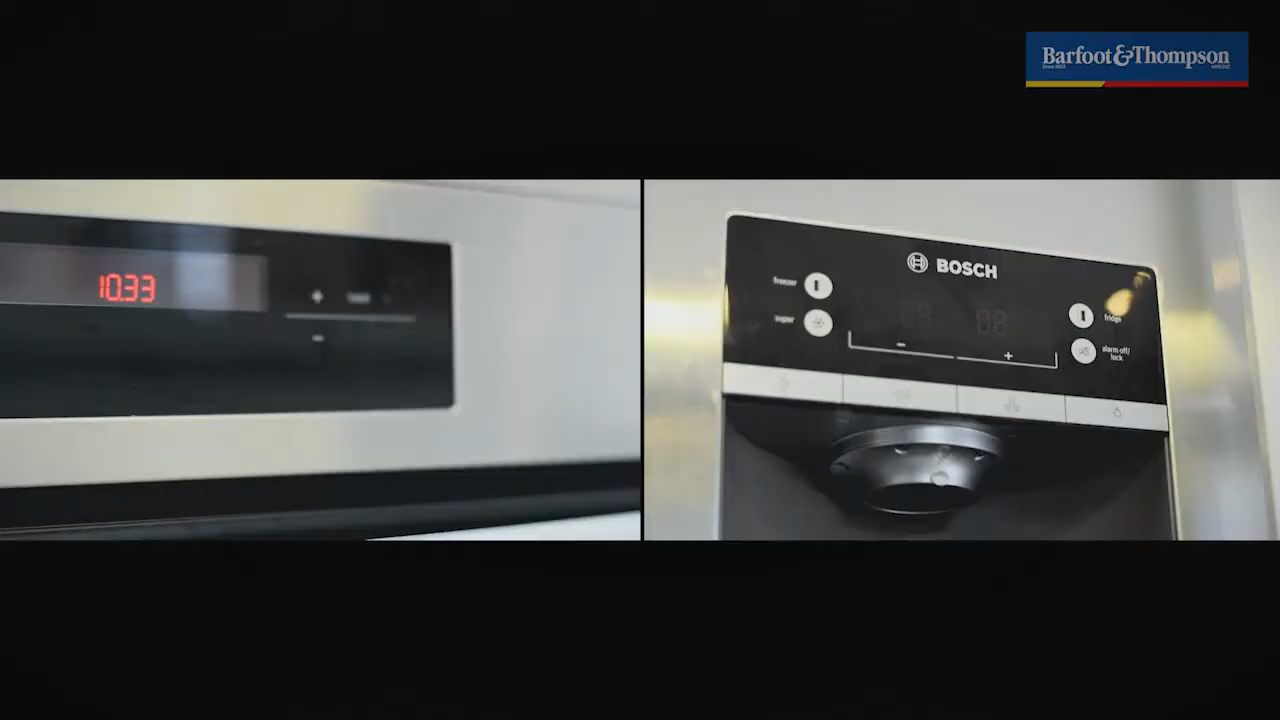 Barfoot&Thompson
10.33
BOSCH
freezer
super
fridge
alarm off/
lock
- +
+
-